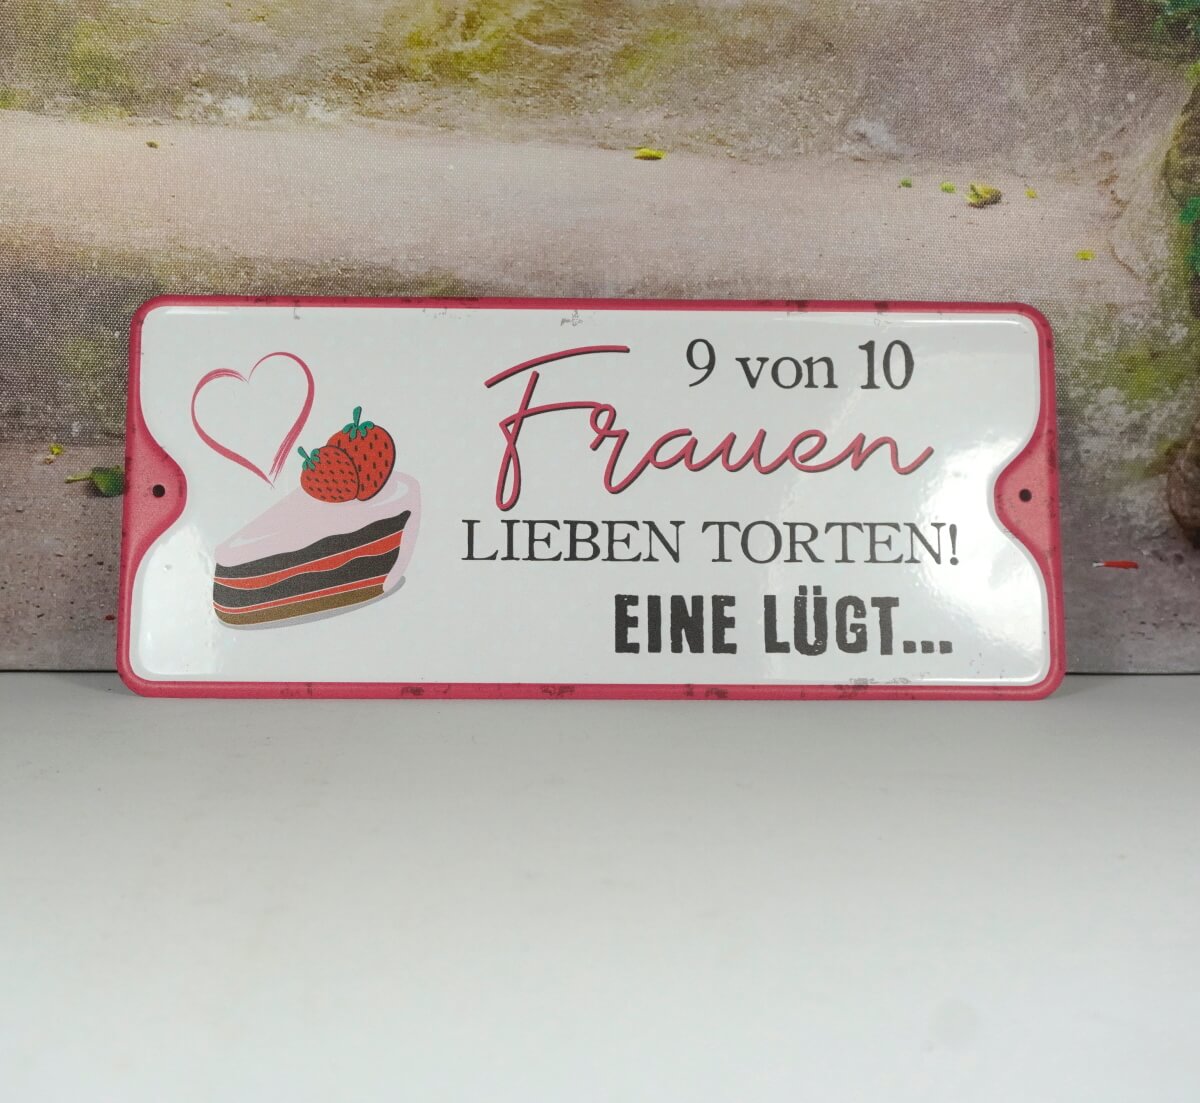 9 von 10
Frauen
LIEBEN TORTEN!
EINE LÜGT...